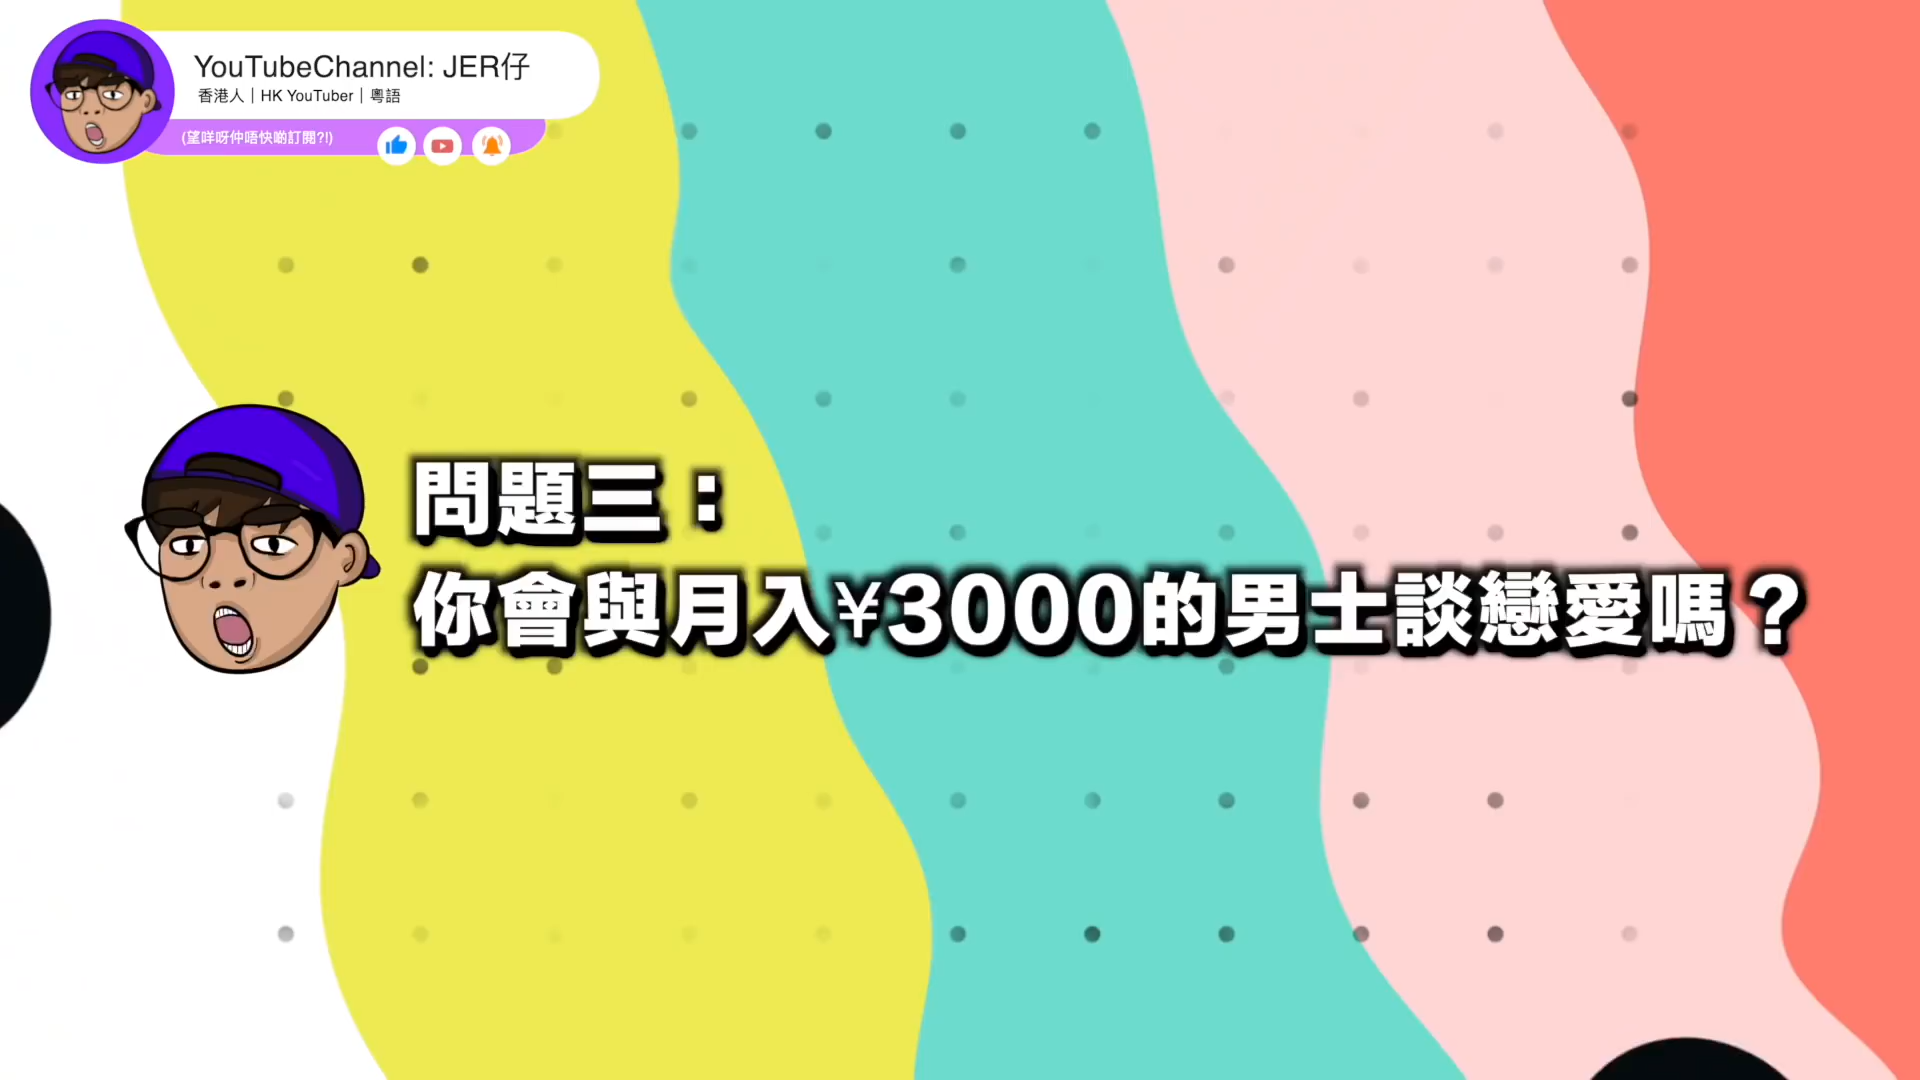 YouTubeChannel: JER仔
香港人｜HK YouTuber｜粵語
(望咩呀仲唔快啲訂閱?!)
問題三：
你會與月入¥3000的男士談戀愛嗎？